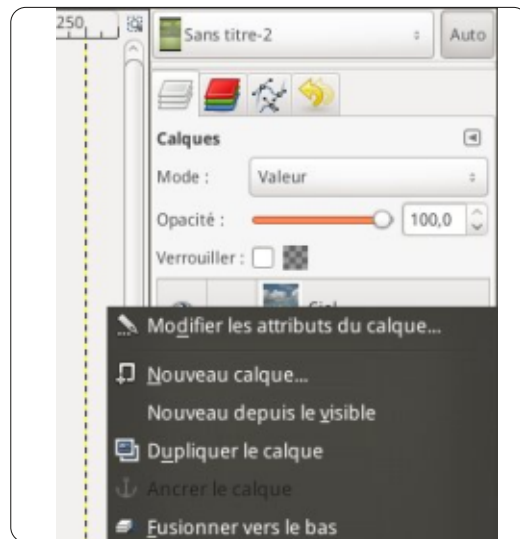 250
Sans titre-2
Auto
Calques
Mode :
Valeur
Opacité :
100,0
Verrouiller :
Ciel
Modifier les attributs du calque...
Nouveau calque...
Nouveau depuis le visible
Dupliquer le calque
Ancrer le calque
Fusionner vers le bas